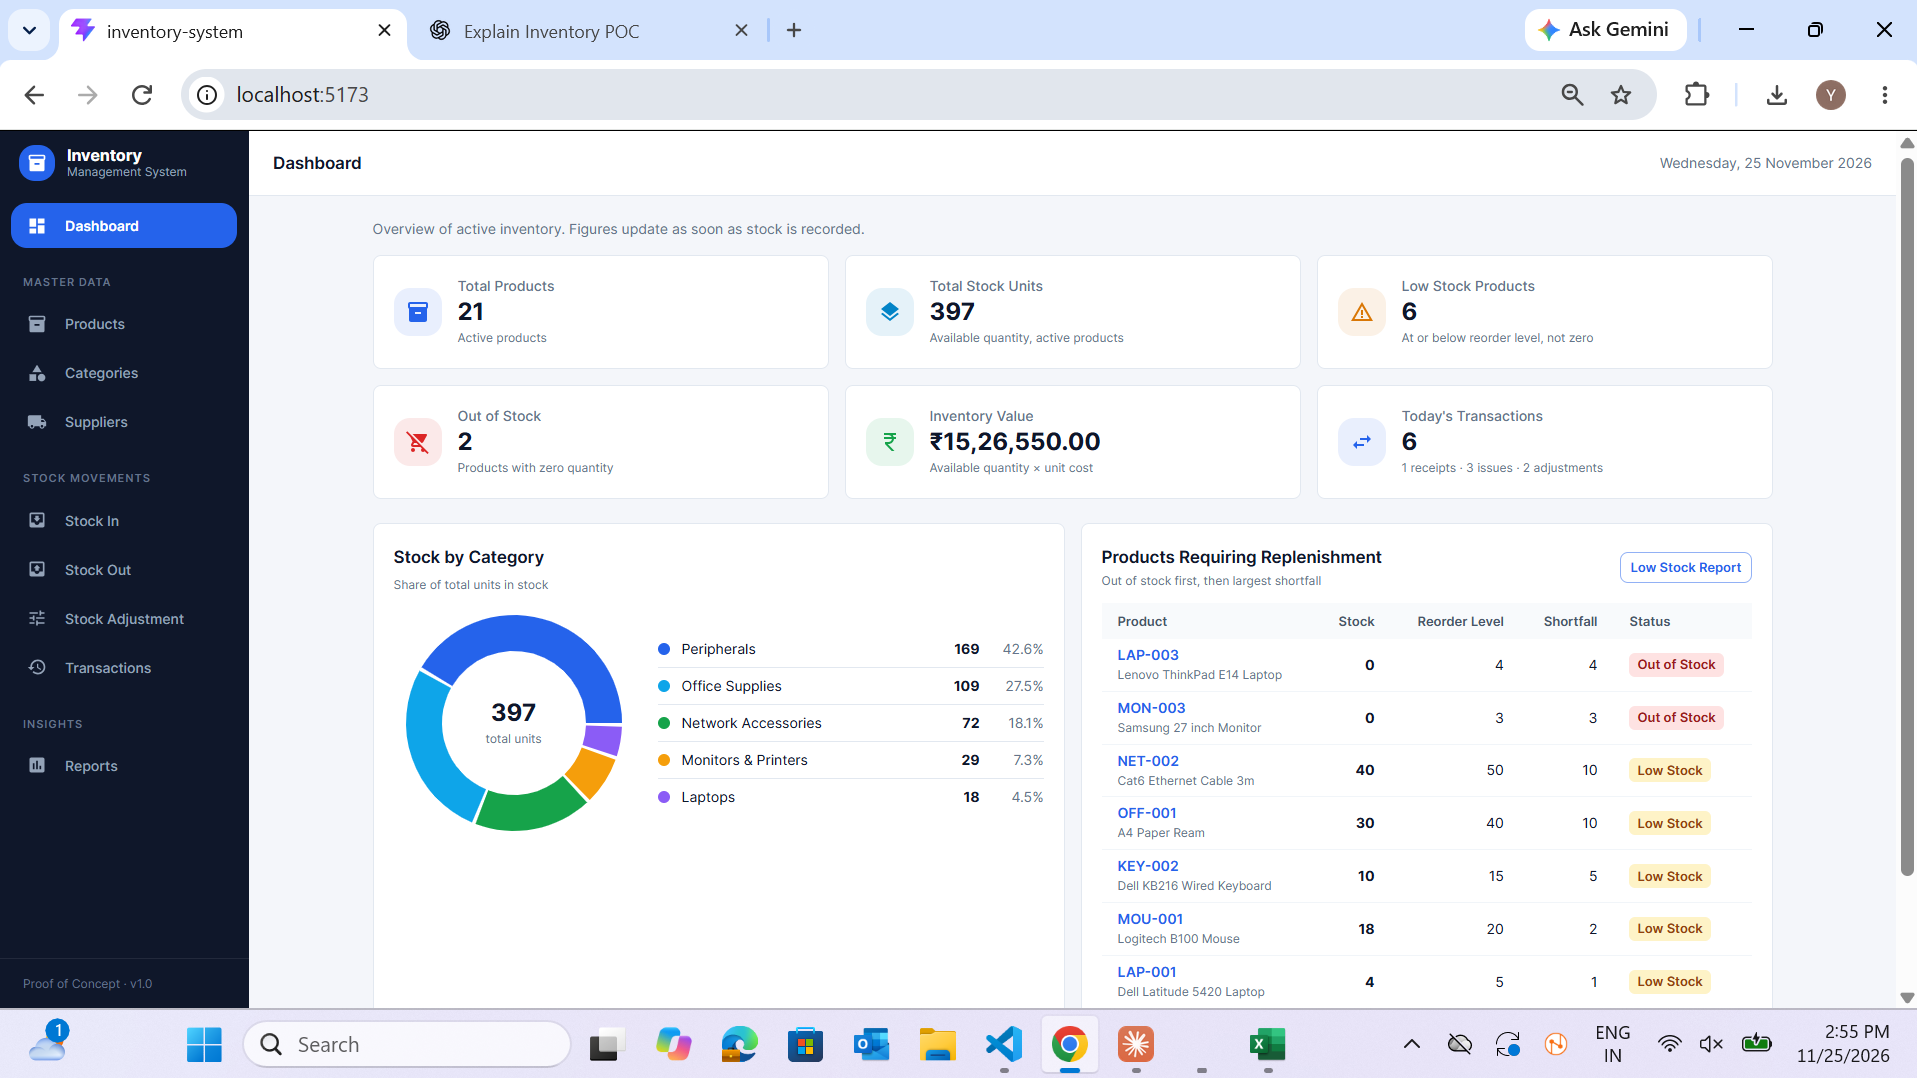 inventory-system
Explain Inventory POC
Ask Gemini
localhost:5173
Y
Inventory
Management System
Dashboard
MASTER DATA
Products
Categories
Suppliers
STOCK MOVEMENTS
Stock In
Stock Out
Stock Adjustment
Transactions
INSIGHTS
Reports
Proof of Concept · v1.0
Dashboard
Wednesday, 25 November 2026
Overview of active inventory. Figures update as soon as stock is recorded.
Total Products
21
Active products
Total Stock Units
397
Available quantity, active products
Low Stock Products
6
At or below reorder level, not zero
Out of Stock
2
Products with zero quantity
Inventory Value
₹15,26,550.00
Available quantity × unit cost
Today's Transactions
6
1 receipts · 3 issues · 2 adjustments
Stock by Category
Share of total units in stock
397
total units
Peripherals 169 42.6%
Office Supplies 109 27.5%
Network Accessories 72 18.1%
Monitors & Printers 29 7.3%
Laptops 18 4.5%
Products Requiring Replenishment
Out of stock first, then largest shortfall
Low Stock Report
Product Stock Reorder Level Shortfall Status
LAP-003
Lenovo ThinkPad E14 Laptop
0 4 4 Out of Stock
MON-003
Samsung 27 inch Monitor
0 3 3 Out of Stock
NET-002
Cat6 Ethernet Cable 3m
40 50 10 Low Stock
OFF-001
A4 Paper Ream
30 40 10 Low Stock
KEY-002
Dell KB216 Wired Keyboard
10 15 5 Low Stock
MOU-001
Logitech B100 Mouse
18 20 2 Low Stock
LAP-001
Dell Latitude 5420 Laptop
4 5 1 Low Stock
1
Search
ENG
IN
2:55 PM
11/25/2026